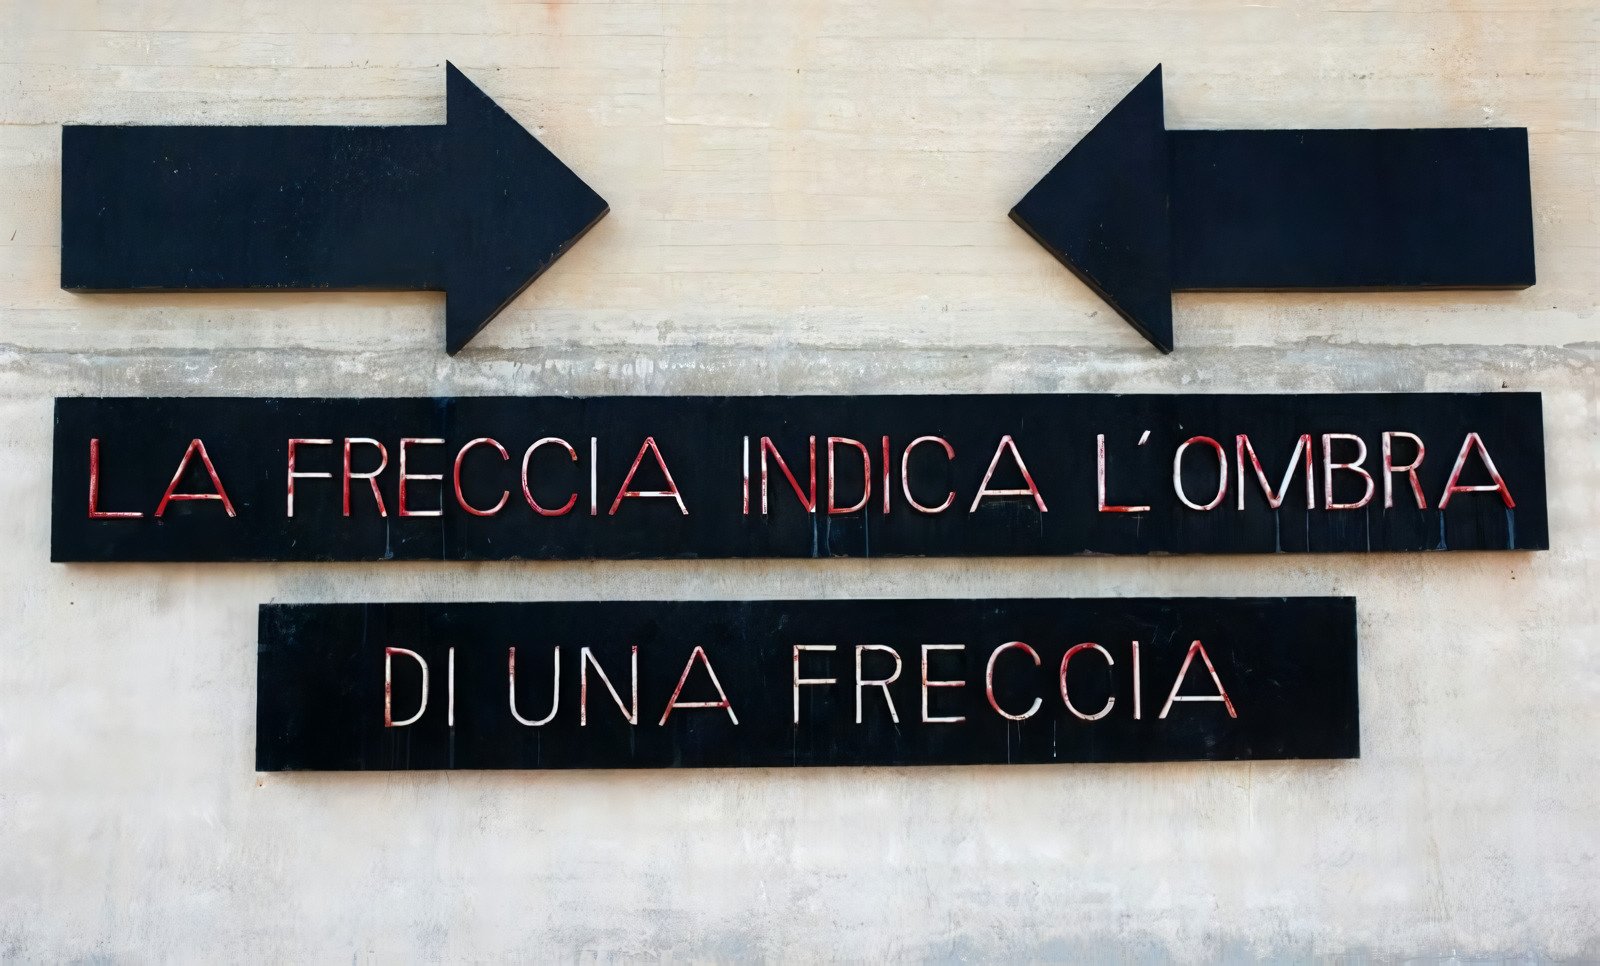 LA FRECCIA INDICA L'OMBRA
DI UNA FRECCIA